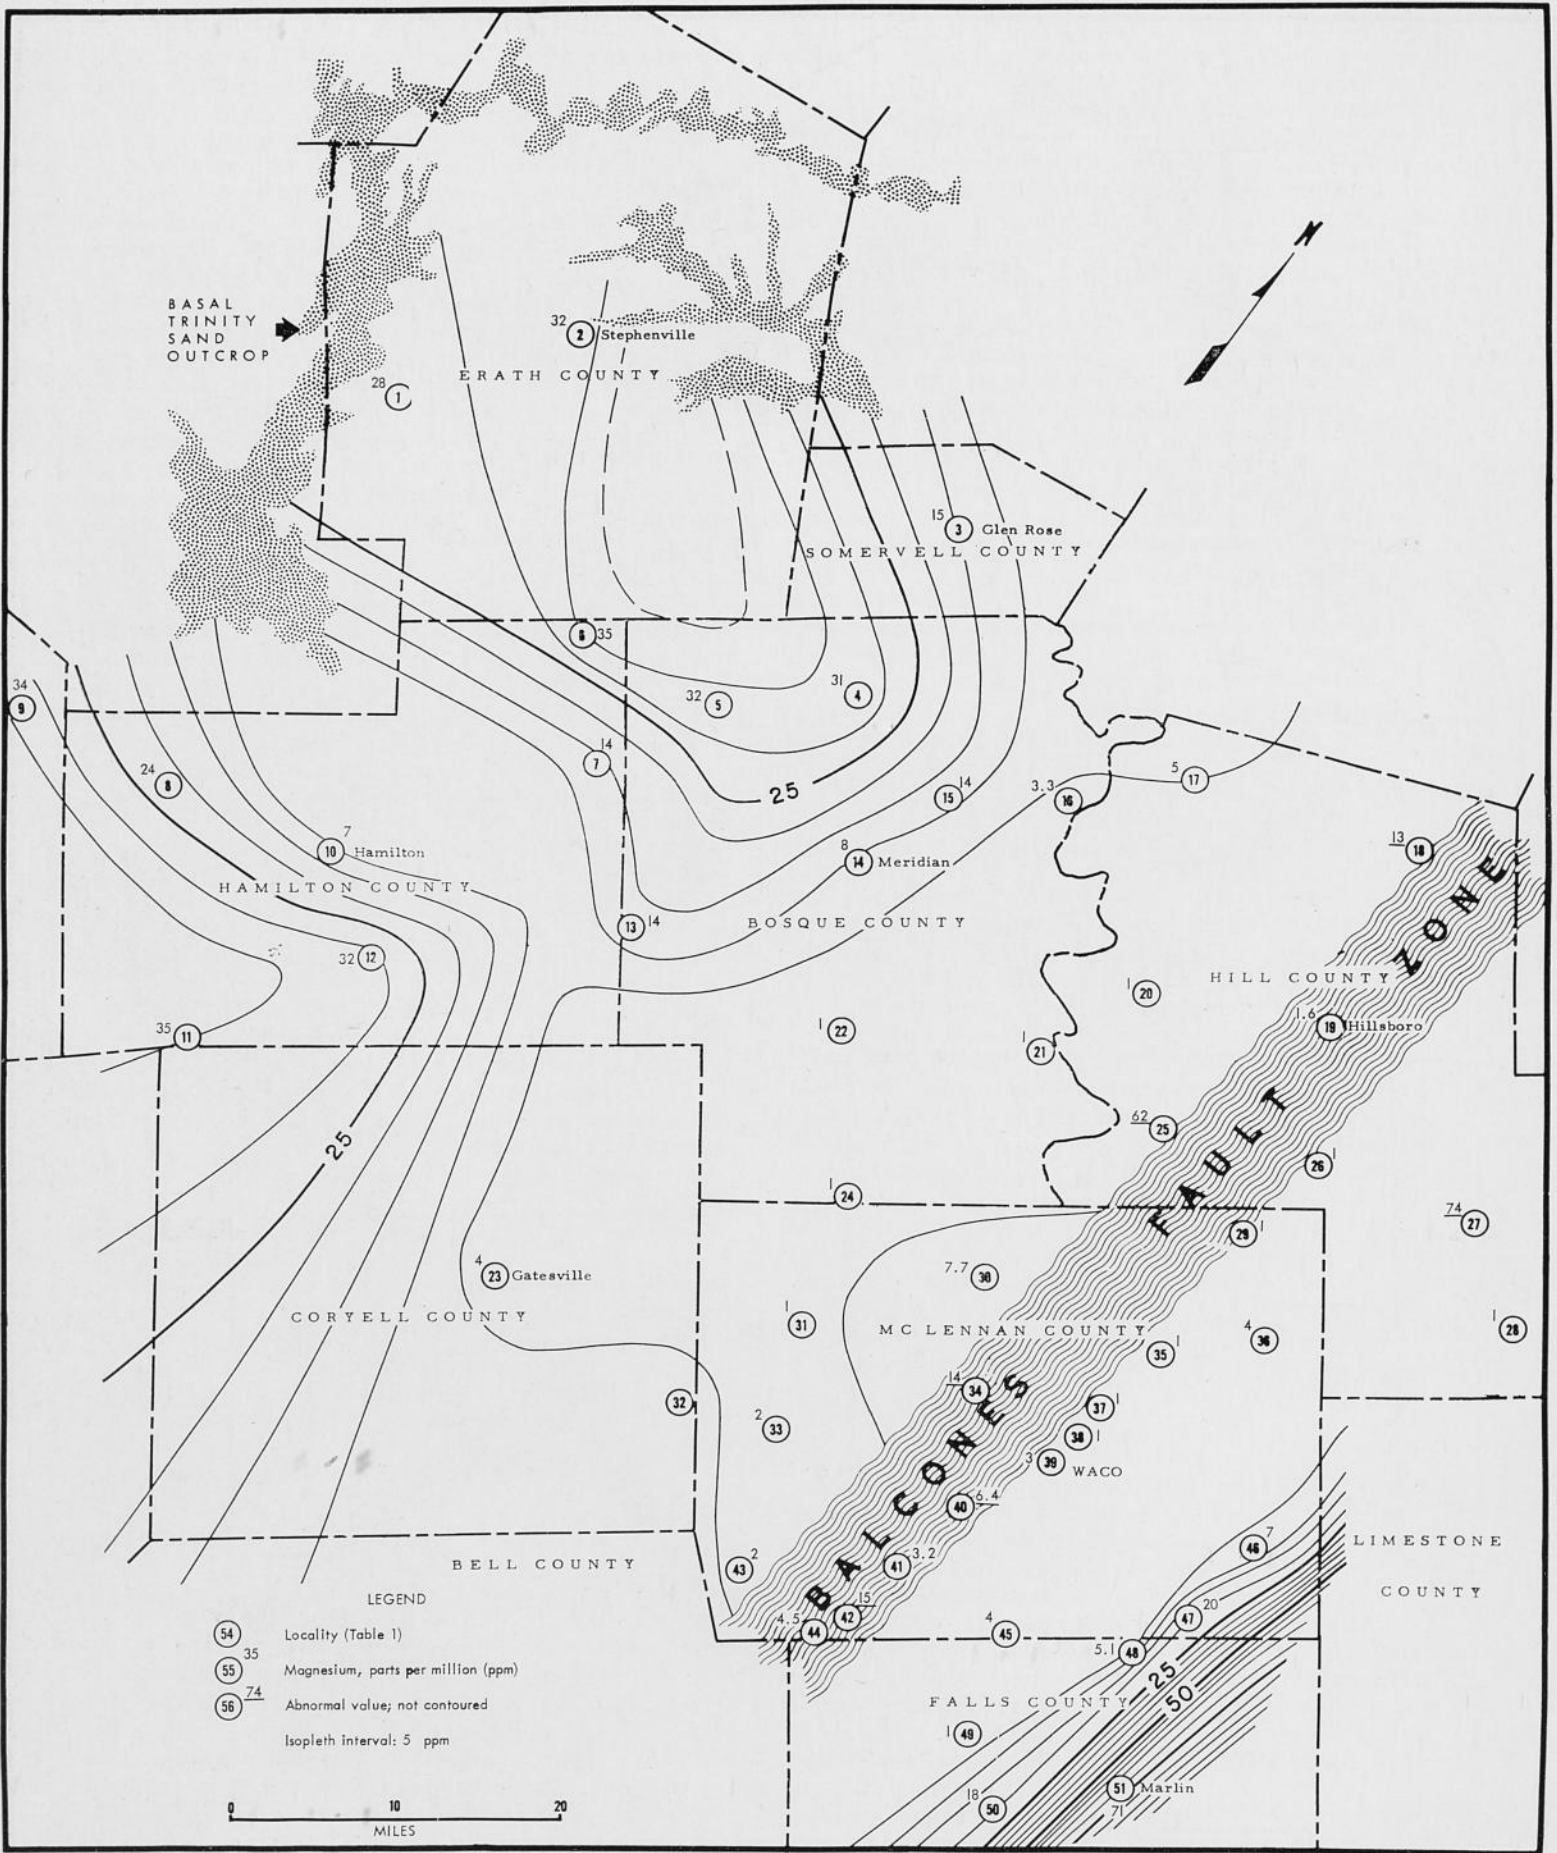 N
BASAL
TRINITY
SAND
OUTCROP
32 2 Stephenville
ERATH COUNTY
28 1
15 3 Glen Rose
SOMERVELL COUNTY
6 35
34 9
32 5
31 4
14 7
24 8
25
14 15
3.3 16
5 17
7 10 Hamilton
8 14 Meridian
13 18
HAMILTON COUNTY
13 14
BOSQUE COUNTY
32 12
HILL COUNTY
1 20
1.6 19 Hillsboro
35 11
1 22
1 21
25
62 25
26 1
1 24
74 27
29 1
4 23 Gatesville
7.7 30
CORYELL COUNTY
1 31
MC LENNAN COUNTY
35 1
4 36
1 28
14 34
32
2 33
37 1
38 1
3 39 WACO
40 6.4
BALCONES FAULT ZONE
46 7
LIMESTONE
COUNTY
BELL COUNTY
43 2
41 3.2
42 15
4.5 44
4 45
47 20
5.1 48
25
50
FALLS COUNTY
1 49
18 50
51 Marlin
71
LEGEND
54 Locality (Table 1)
55 35 Magnesium, parts per million (ppm)
56 74 Abnormal value; not contoured
Isopleth interval: 5 ppm
0 10 20
MILES